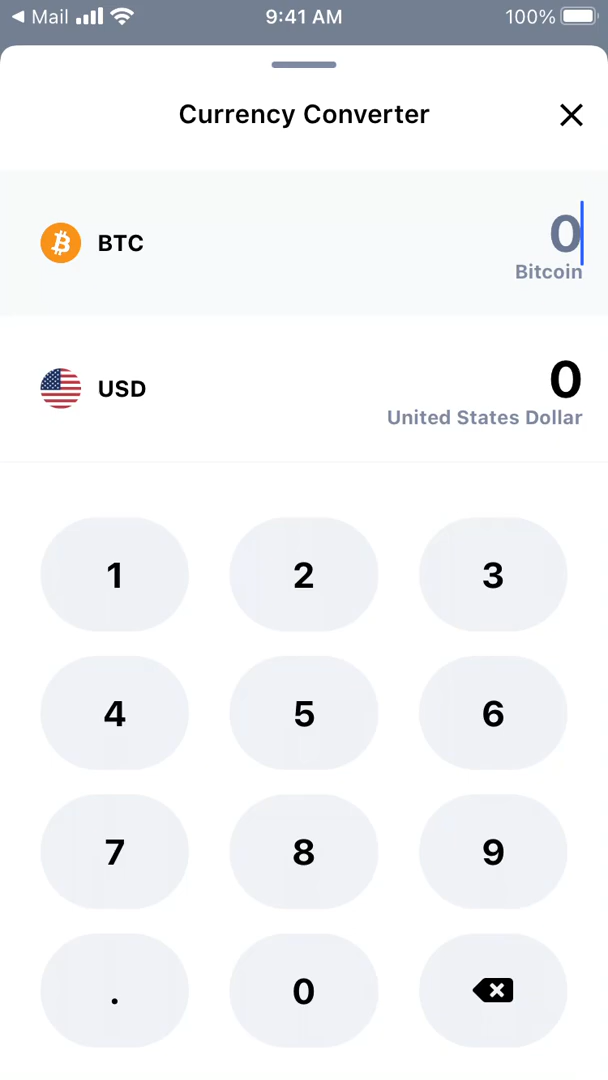 Mail 9:41 AM 100%
Currency Converter
BTC 0
Bitcoin
USD 0
United States Dollar
1 2 3
4 5 6
7 8 9
. 0